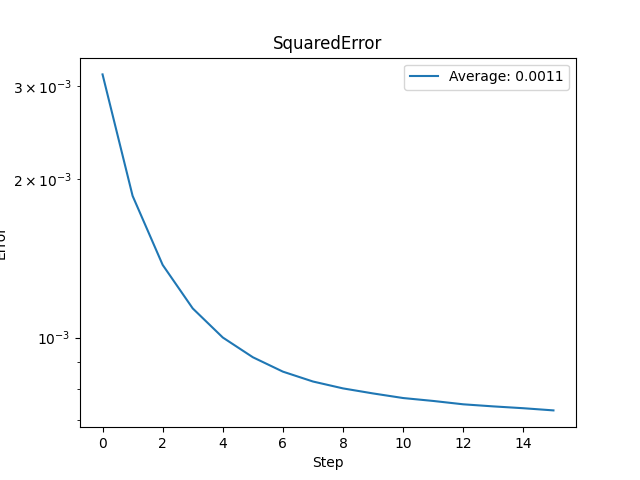 SquaredError
Average: 0.0011
3 × 10⁻³
2 × 10⁻³
10⁻³
Error
0 2 4 6 8 10 12 14
Step